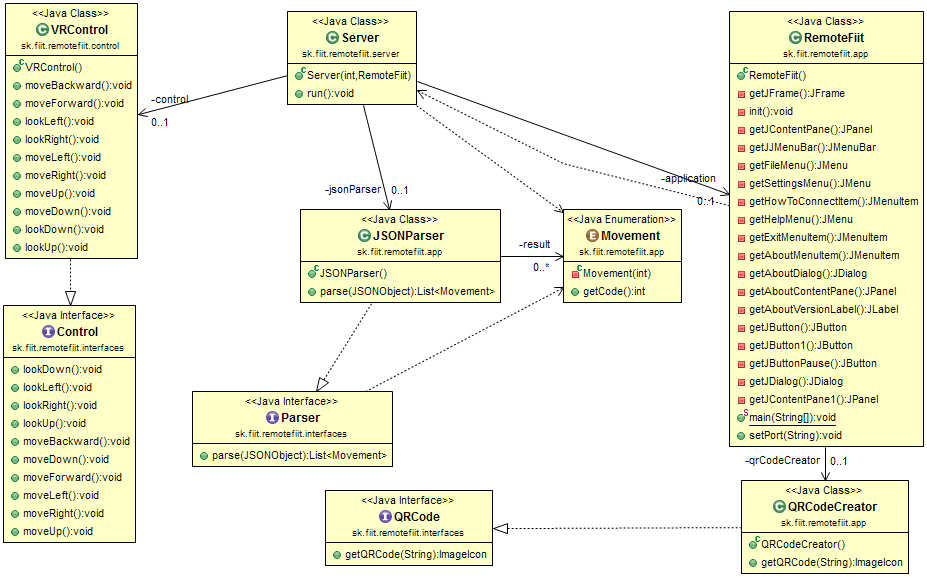 <<Java Class>>
VRControl
sk.fiit.remotefiit.control
VRControl()
moveBackward():void
moveForward():void
lookLeft():void
lookRight():void
moveLeft():void
moveRight():void
moveUp():void
moveDown():void
lookDown():void
lookUp():void
<<Java Class>>
Server
sk.fiit.remotefiit.server
Server(int,RemoteFiit)
run():void
<<Java Class>>
RemoteFiit
sk.fiit.remotefiit.app
RemoteFiit()
getJFrame():JFrame
init():void
getJContentPane():JPanel
getJJMenuBar():JMenuBar
getFileMenu():JMenu
getSettingsMenu():JMenu
getHowToConnectItem():JMenuItem
getHelpMenu():JMenu
getExitMenuItem():JMenuItem
getAboutMenuItem():JMenuItem
getAboutDialog():JDialog
getAboutContentPane():JPanel
getAboutVersionLabel():JLabel
getJButton():JButton
getJButton1():JButton
getJButtonPause():JButton
getJDialog():JDialog
getJContentPane1():JPanel
main(String[]):void
setPort(String):void
-control
0..1
-jsonParser
0..1
-application
0..1
<<Java Class>>
JSONParser
sk.fiit.remotefiit.app
JSONParser()
parse(JSONObject):List<Movement>
-result
0..*
<<Java Enumeration>>
Movement
sk.fiit.remotefiit.app
Movement(int)
getCode():int
<<Java Interface>>
Control
sk.fiit.remotefiit.interfaces
lookDown():void
lookLeft():void
lookRight():void
lookUp():void
moveBackward():void
moveDown():void
moveForward():void
moveLeft():void
moveRight():void
moveUp():void
<<Java Interface>>
Parser
sk.fiit.remotefiit.interfaces
parse(JSONObject):List<Movement>
-qrCodeCreator
0..1
<<Java Interface>>
QRCode
sk.fiit.remotefiit.interfaces
getQRCode(String):ImageIcon
<<Java Class>>
QRCodeCreator
sk.fiit.remotefiit.app
QRCodeCreator()
getQRCode(String):ImageIcon